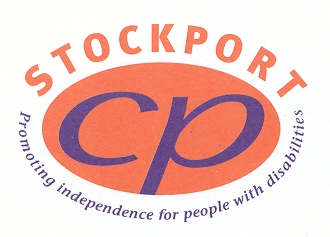 STOCKPORT
cp
Promoting independence for people with disabilities